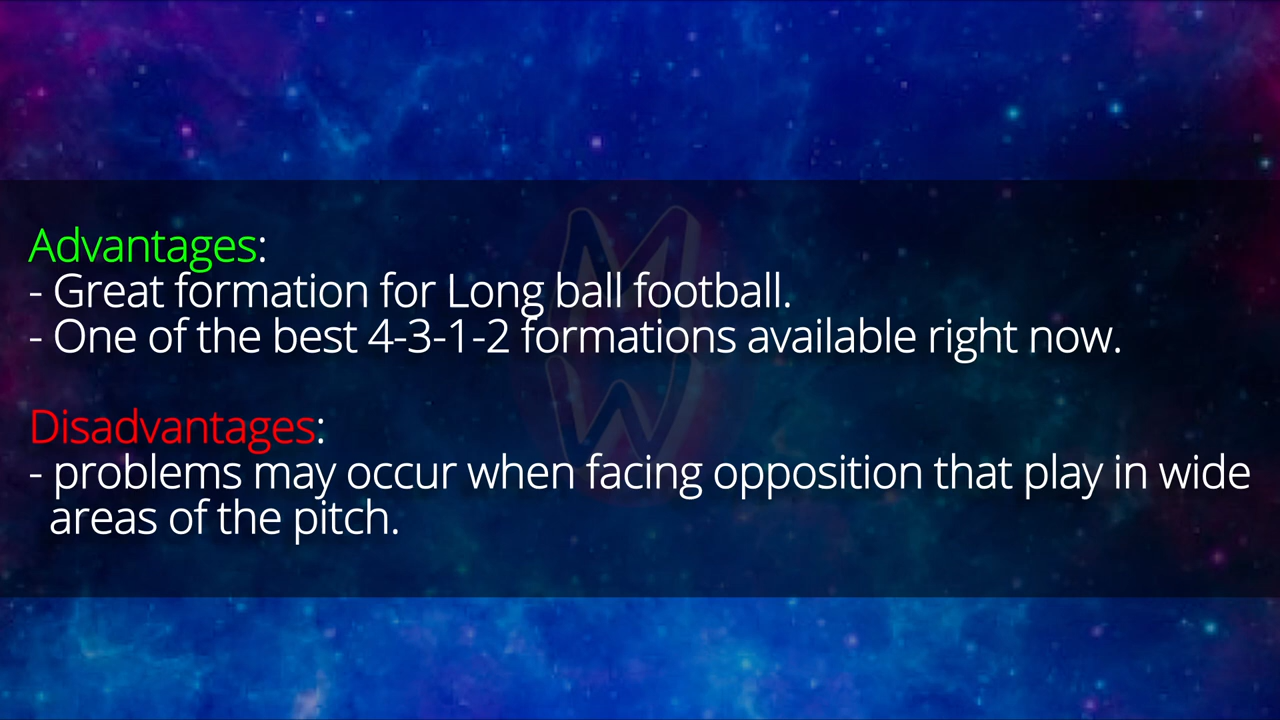 Advantages:
- Great formation for Long ball football.
- One of the best 4-3-1-2 formations available right now.
Disadvantages:
- problems may occur when facing opposition that play in wide
areas of the pitch.